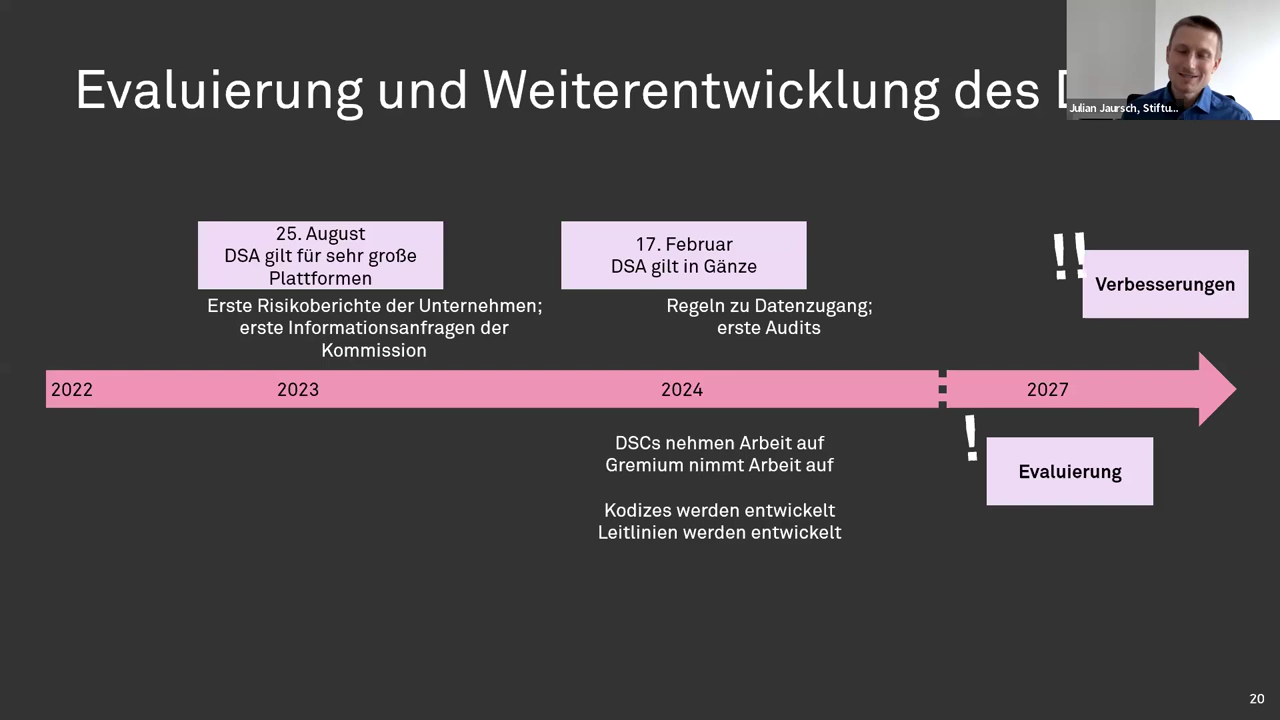 Evaluierung und Weiterentwicklung des
Julian Jaursch, Stiftu...
25. August
DSA gilt für sehr große
Plattformen
17. Februar
DSA gilt in Gänze
!!
Verbesserungen
Erste Risikoberichte der Unternehmen;
erste Informationsanfragen der
Kommission
Regeln zu Datenzugang;
erste Audits
2022 2023 2024 2027
DSCs nehmen Arbeit auf
Gremium nimmt Arbeit auf
!
Evaluierung
Kodizes werden entwickelt
Leitlinien werden entwickelt
20